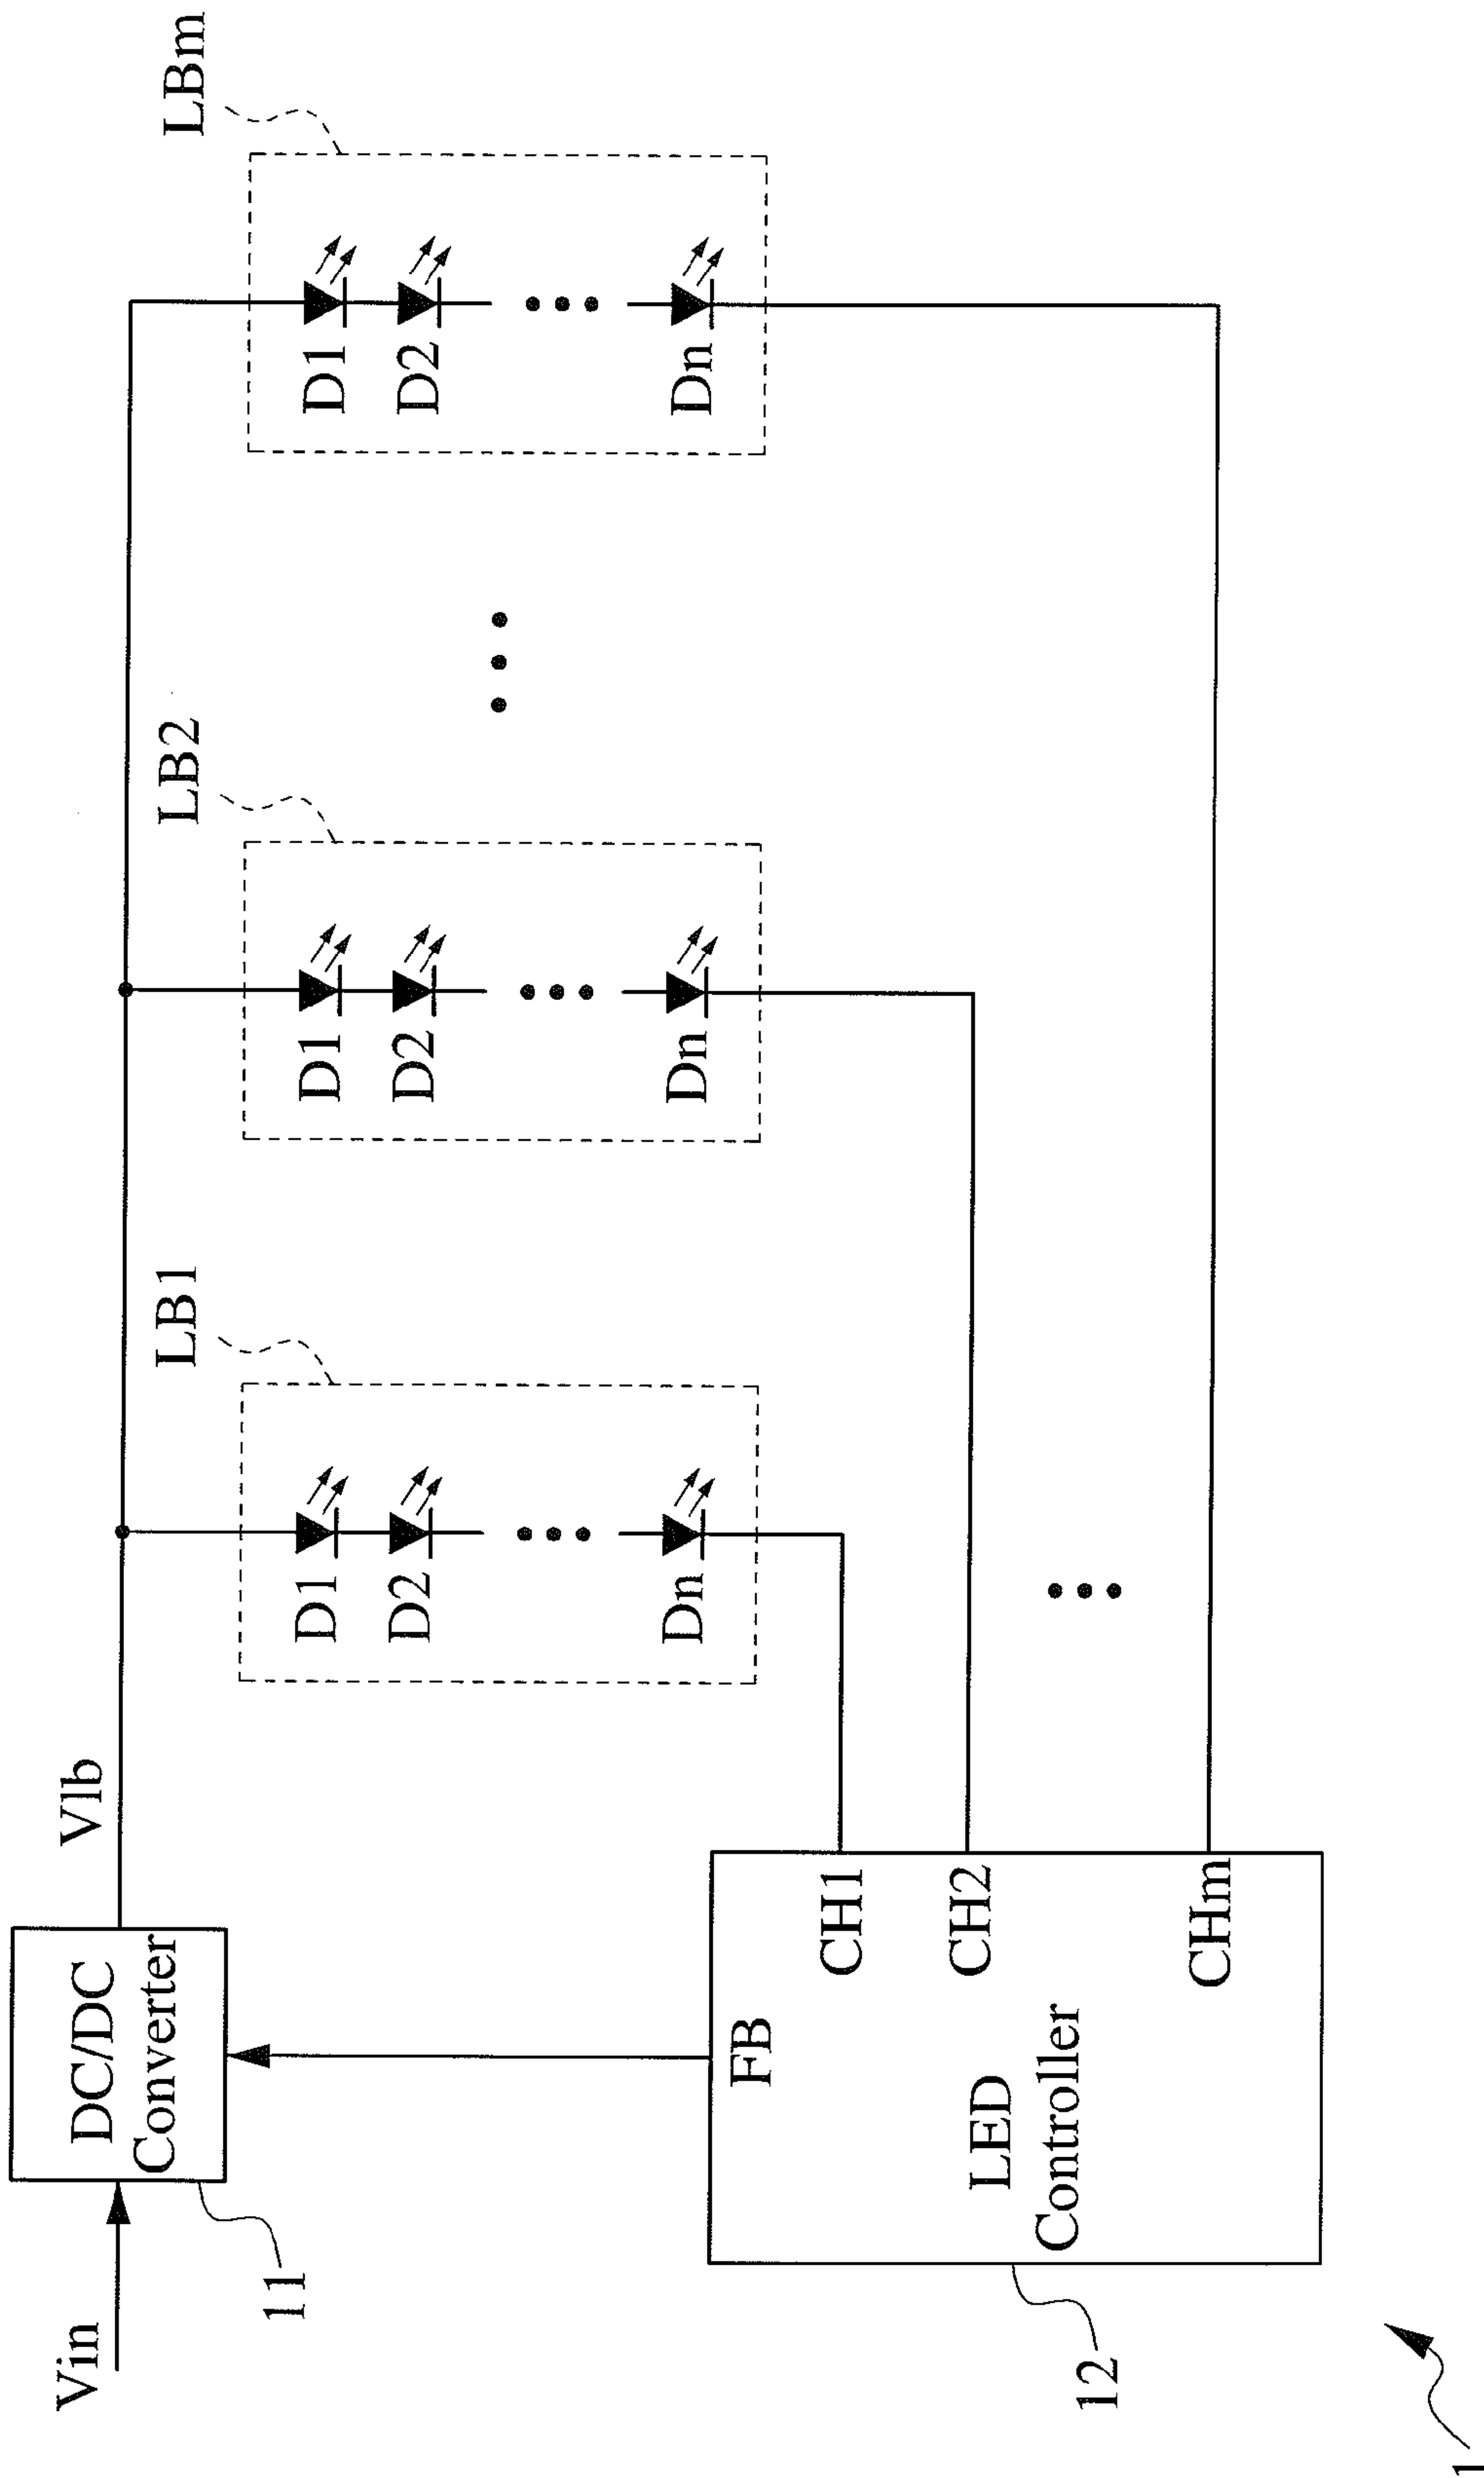 Vin
DC/DC
Converter
11
Vlb
LB1
D1
D2
Dn
LB2
D1
D2
Dn
LBm
D1
D2
Dn
FB
LED
Controller
12
CH1
CH2
CHm
1